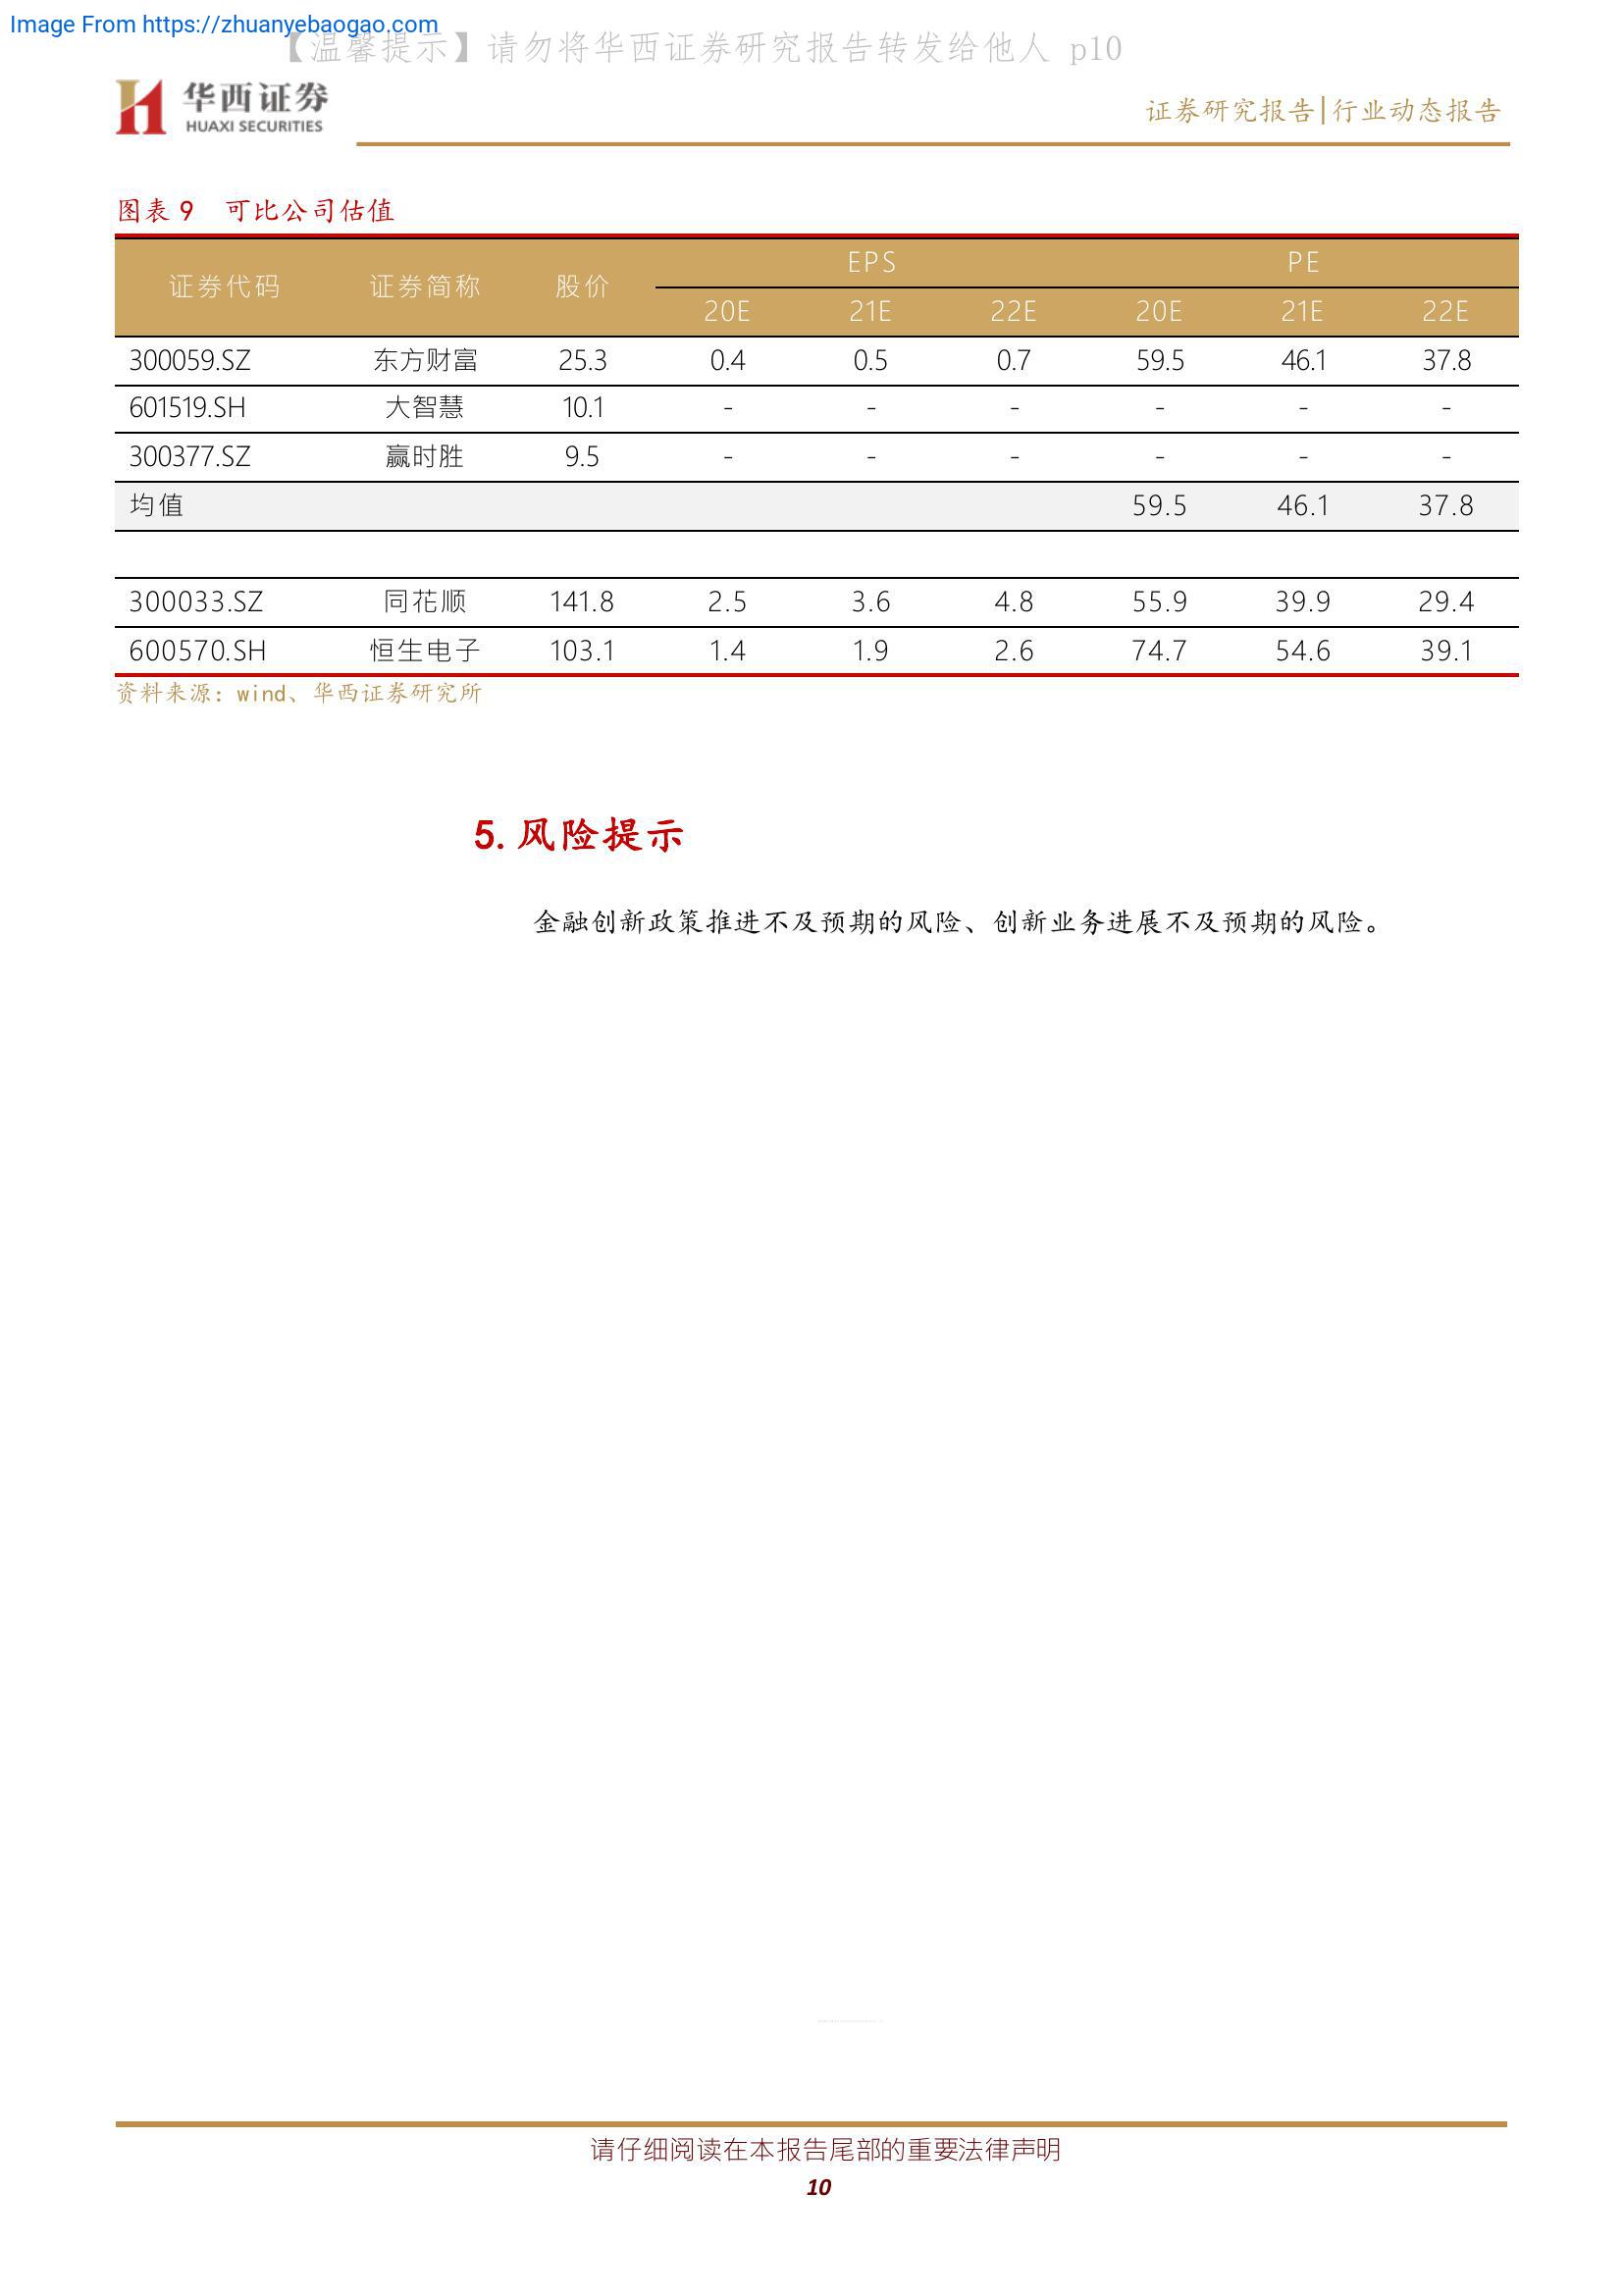 Image From https://zhuanyebaogao.com
【温馨提示】请勿将华西证券研究报告转发给他人 p10
华西证券
HUAXI SECURITIES
证券研究报告|行业动态报告
图表 9 可比公司估值
证券代码 证券简称 股价 EPS PE
20E 21E 22E 20E 21E 22E
300059.SZ 东方财富 25.3 0.4 0.5 0.7 59.5 46.1 37.8
601519.SH 大智慧 10.1 - - - - - -
300377.SZ 赢时胜 9.5 - - - - - -
均值 59.5 46.1 37.8
300033.SZ 同花顺 141.8 2.5 3.6 4.8 55.9 39.9 29.4
600570.SH 恒生电子 103.1 1.4 1.9 2.6 74.7 54.6 39.1
资料来源：wind、华西证券研究所
5.风险提示
金融创新政策推进不及预期的风险、创新业务进展不及预期的风险。
请仔细阅读在本报告尾部的重要法律声明
10